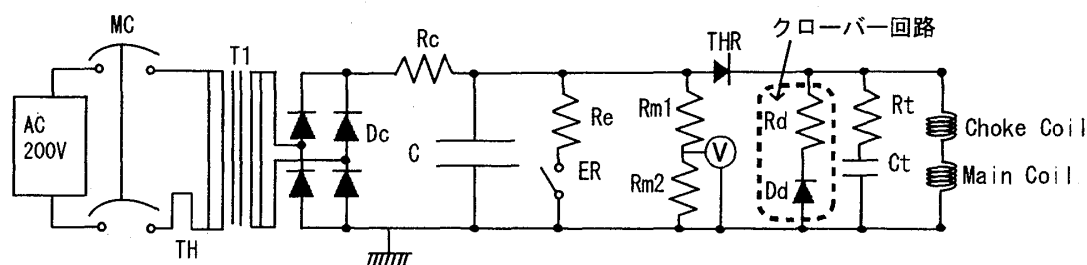 クローバー回路
MC
T1
Rc
THR
AC
200V
Dc
C
Re
ER
Rm1
Rm2
V
Rd
Dd
Rt
Ct
Choke Coil
Main Coil
TH